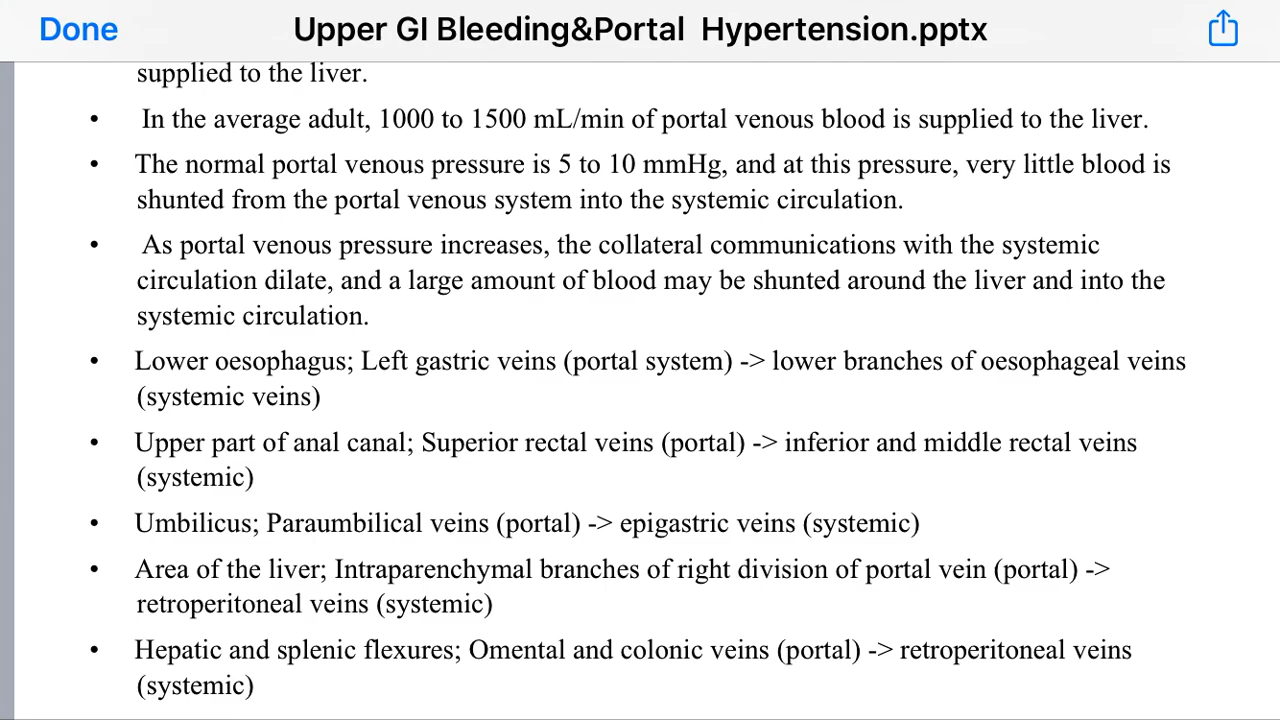 Done
Upper GI Bleeding&Portal Hypertension.pptx
supplied to the liver.
• In the average adult, 1000 to 1500 mL/min of portal venous blood is supplied to the liver.
• The normal portal venous pressure is 5 to 10 mmHg, and at this pressure, very little blood is
shunted from the portal venous system into the systemic circulation.
• As portal venous pressure increases, the collateral communications with the systemic
circulation dilate, and a large amount of blood may be shunted around the liver and into the
systemic circulation.
• Lower oesophagus; Left gastric veins (portal system) -> lower branches of oesophageal veins
(systemic veins)
• Upper part of anal canal; Superior rectal veins (portal) -> inferior and middle rectal veins
(systemic)
• Umbilicus; Paraumbilical veins (portal) -> epigastric veins (systemic)
• Area of the liver; Intraparenchymal branches of right division of portal vein (portal) ->
retroperitoneal veins (systemic)
• Hepatic and splenic flexures; Omental and colonic veins (portal) -> retroperitoneal veins
(systemic)